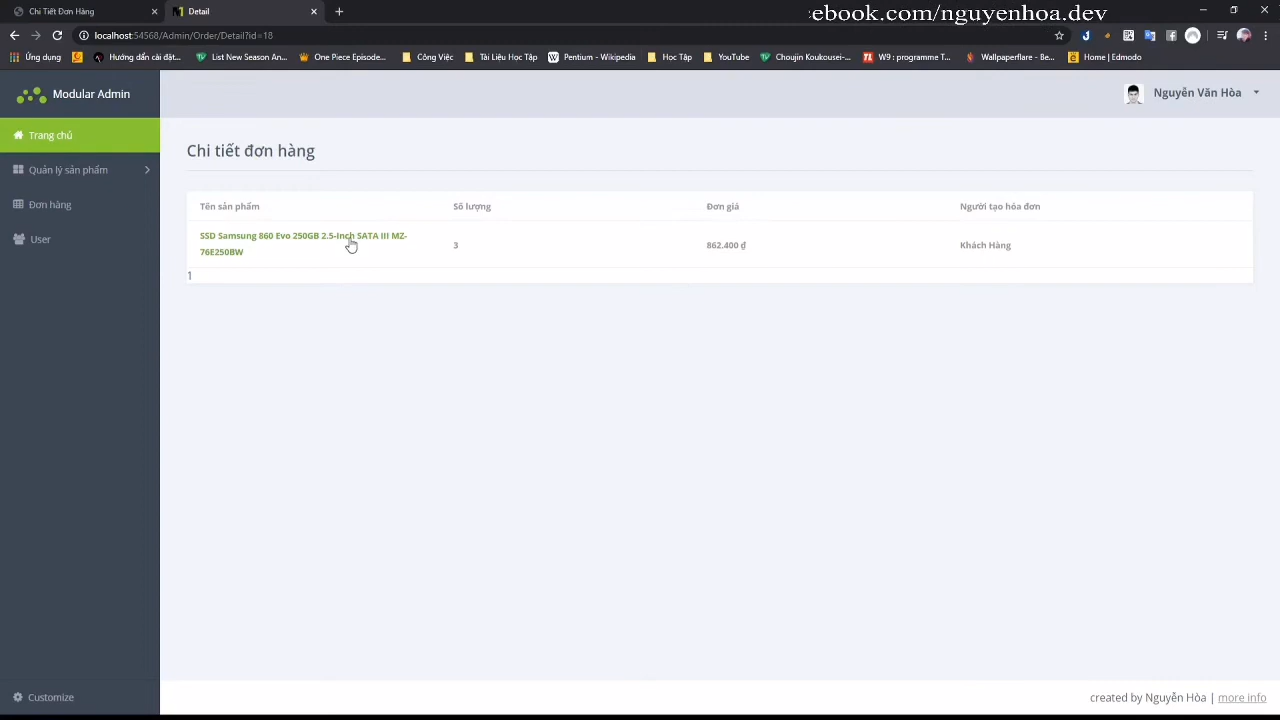 .ebook.com/nguyenhoa.dev
Chi Tiết Đơn Hàng
Detail
localhost:54568/Admin/Order/Detail?id=18
Ứng dung
Hướng dẫn cài đặt...
List New Season An...
One Piece Episode...
Công Việc
Tài Liệu Học Tập
Pentium - Wikipedia
Học Tập
YouTube
Choujin Koukousei-...
W9 : programme T...
Wallpaperflare - Be...
Home | Edmodo
Modular Admin
Nguyễn Văn Hòa
Trang chủ
Quản lý sản phẩm
Đơn hàng
User
Chi tiết đơn hàng
Tên sản phẩm Số lượng Đơn giá Người tạo hóa đơn
SSD Samsung 860 Evo 250GB 2.5-Inch SATA III MZ-
76E250BW
3 862.400 ₫ Khách Hàng
1
Customize
created by Nguyễn Hòa | more info